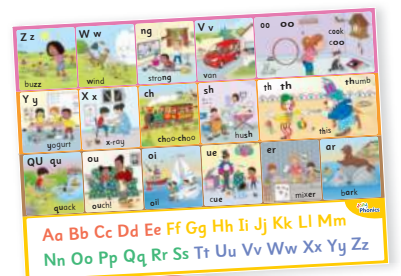 Z z W w ng V v oo oo
cook
coo
buzz wind strong van
Y y X x ch sh th th
thumb
yogurt x-ray choo-choo hush this
QU qu ou oi ue er ar
quack ouch! oil cue mixer bark
Phonics
Aa Bb Cc Dd Ee Ff Gg Hh Ii Jj Kk Ll Mm
Nn Oo Pp Qq Rr Ss Tt Uu Vv Ww Xx Yy Zz